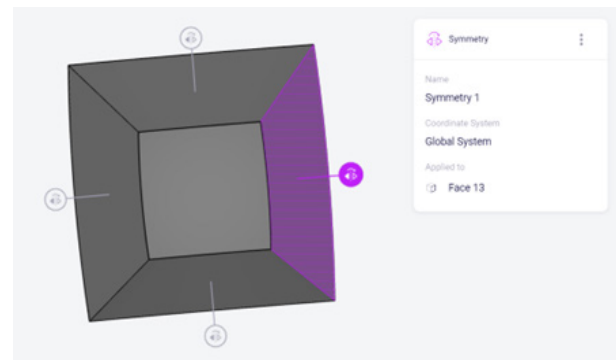 Symmetry
Name
Symmetry 1
Coordinate System
Global System
Applied to
Face 13